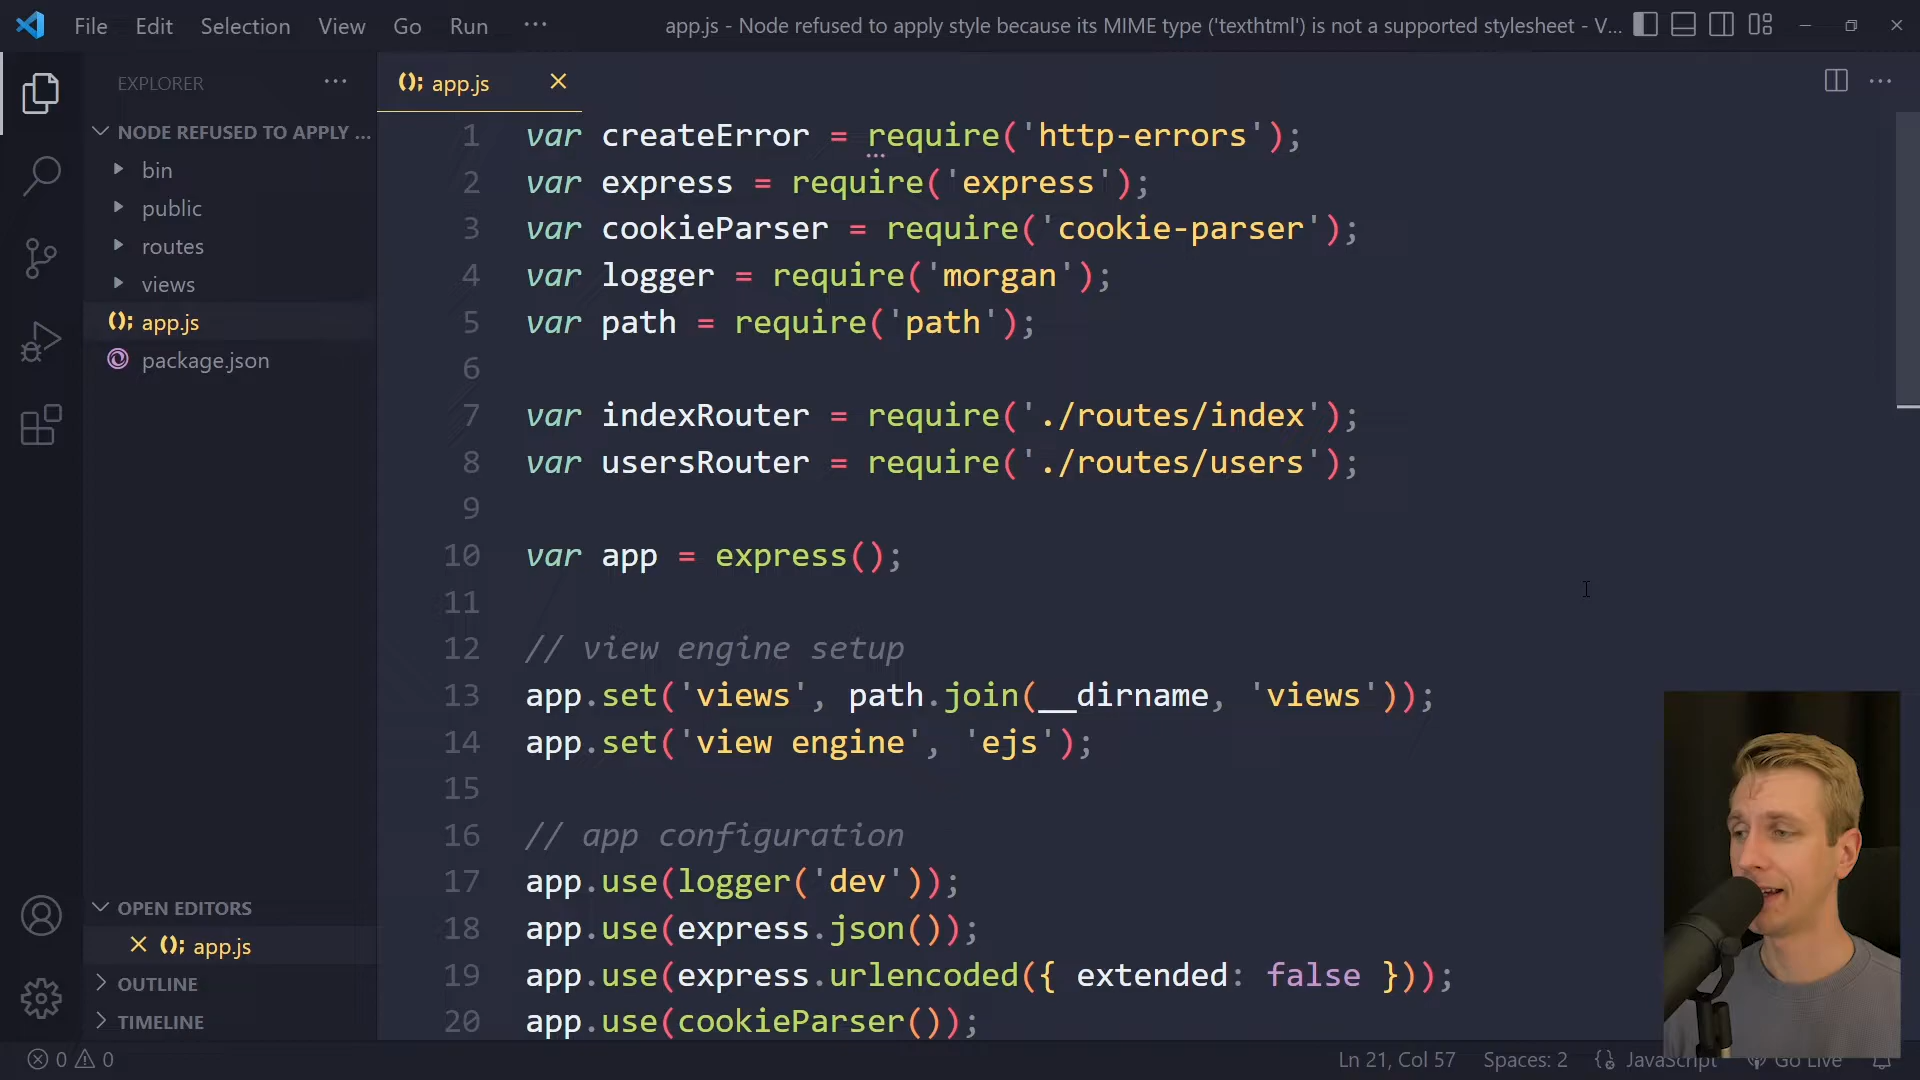 File Edit Selection View Go Run ···
app.js - Node refused to apply style because its MIME type ('texthtml') is not a supported stylesheet - V...
EXPLORER ···
NODE REFUSED TO APPLY ...
bin
public
routes
views
app.js
package.json
OPEN EDITORS
app.js
OUTLINE
TIMELINE
app.js
1 var createError = require('http-errors');
2 var express = require('express');
3 var cookieParser = require('cookie-parser');
4 var logger = require('morgan');
5 var path = require('path');
6
7 var indexRouter = require('./routes/index');
8 var usersRouter = require('./routes/users');
9
10 var app = express();
11
12 // view engine setup
13 app.set('views', path.join(__dirname, 'views'));
14 app.set('view engine', 'ejs');
15
16 // app configuration
17 app.use(logger('dev'));
18 app.use(express.json());
19 app.use(express.urlencoded({ extended: false }));
20 app.use(cookieParser());
0 0 Ln 21, Col 57 Spaces: 2 JavaScript Go Live